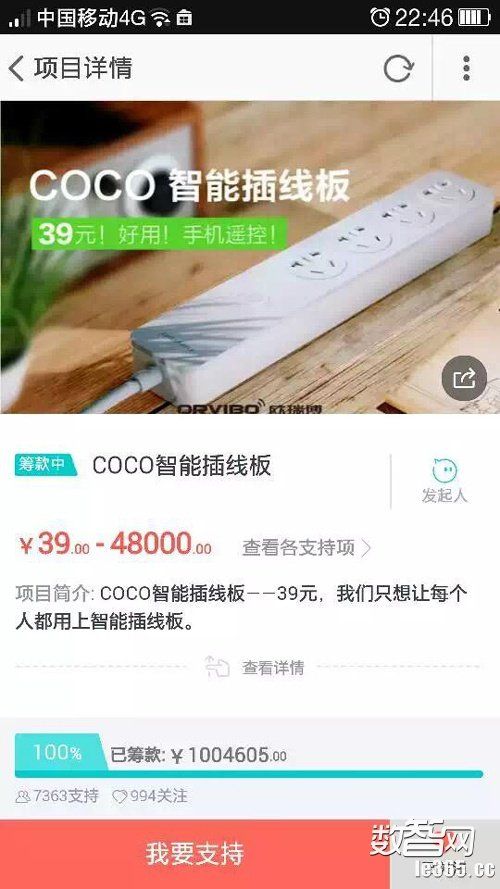 中国移动4G 22:46
项目详情
COCO 智能插线板
39元！好用！手机遥控！
ORVIBO 欧瑞博
筹款中 COCO智能插线板
发起人
¥39.00 - 48000.00 查看各支持项
项目简介: COCO智能插线板——39元，我们只想让每个
人都用上智能插线板。
查看详情
100% 已筹款: ¥1004605.00
7363支持 994关注
我要支持
数智网
le365.cc